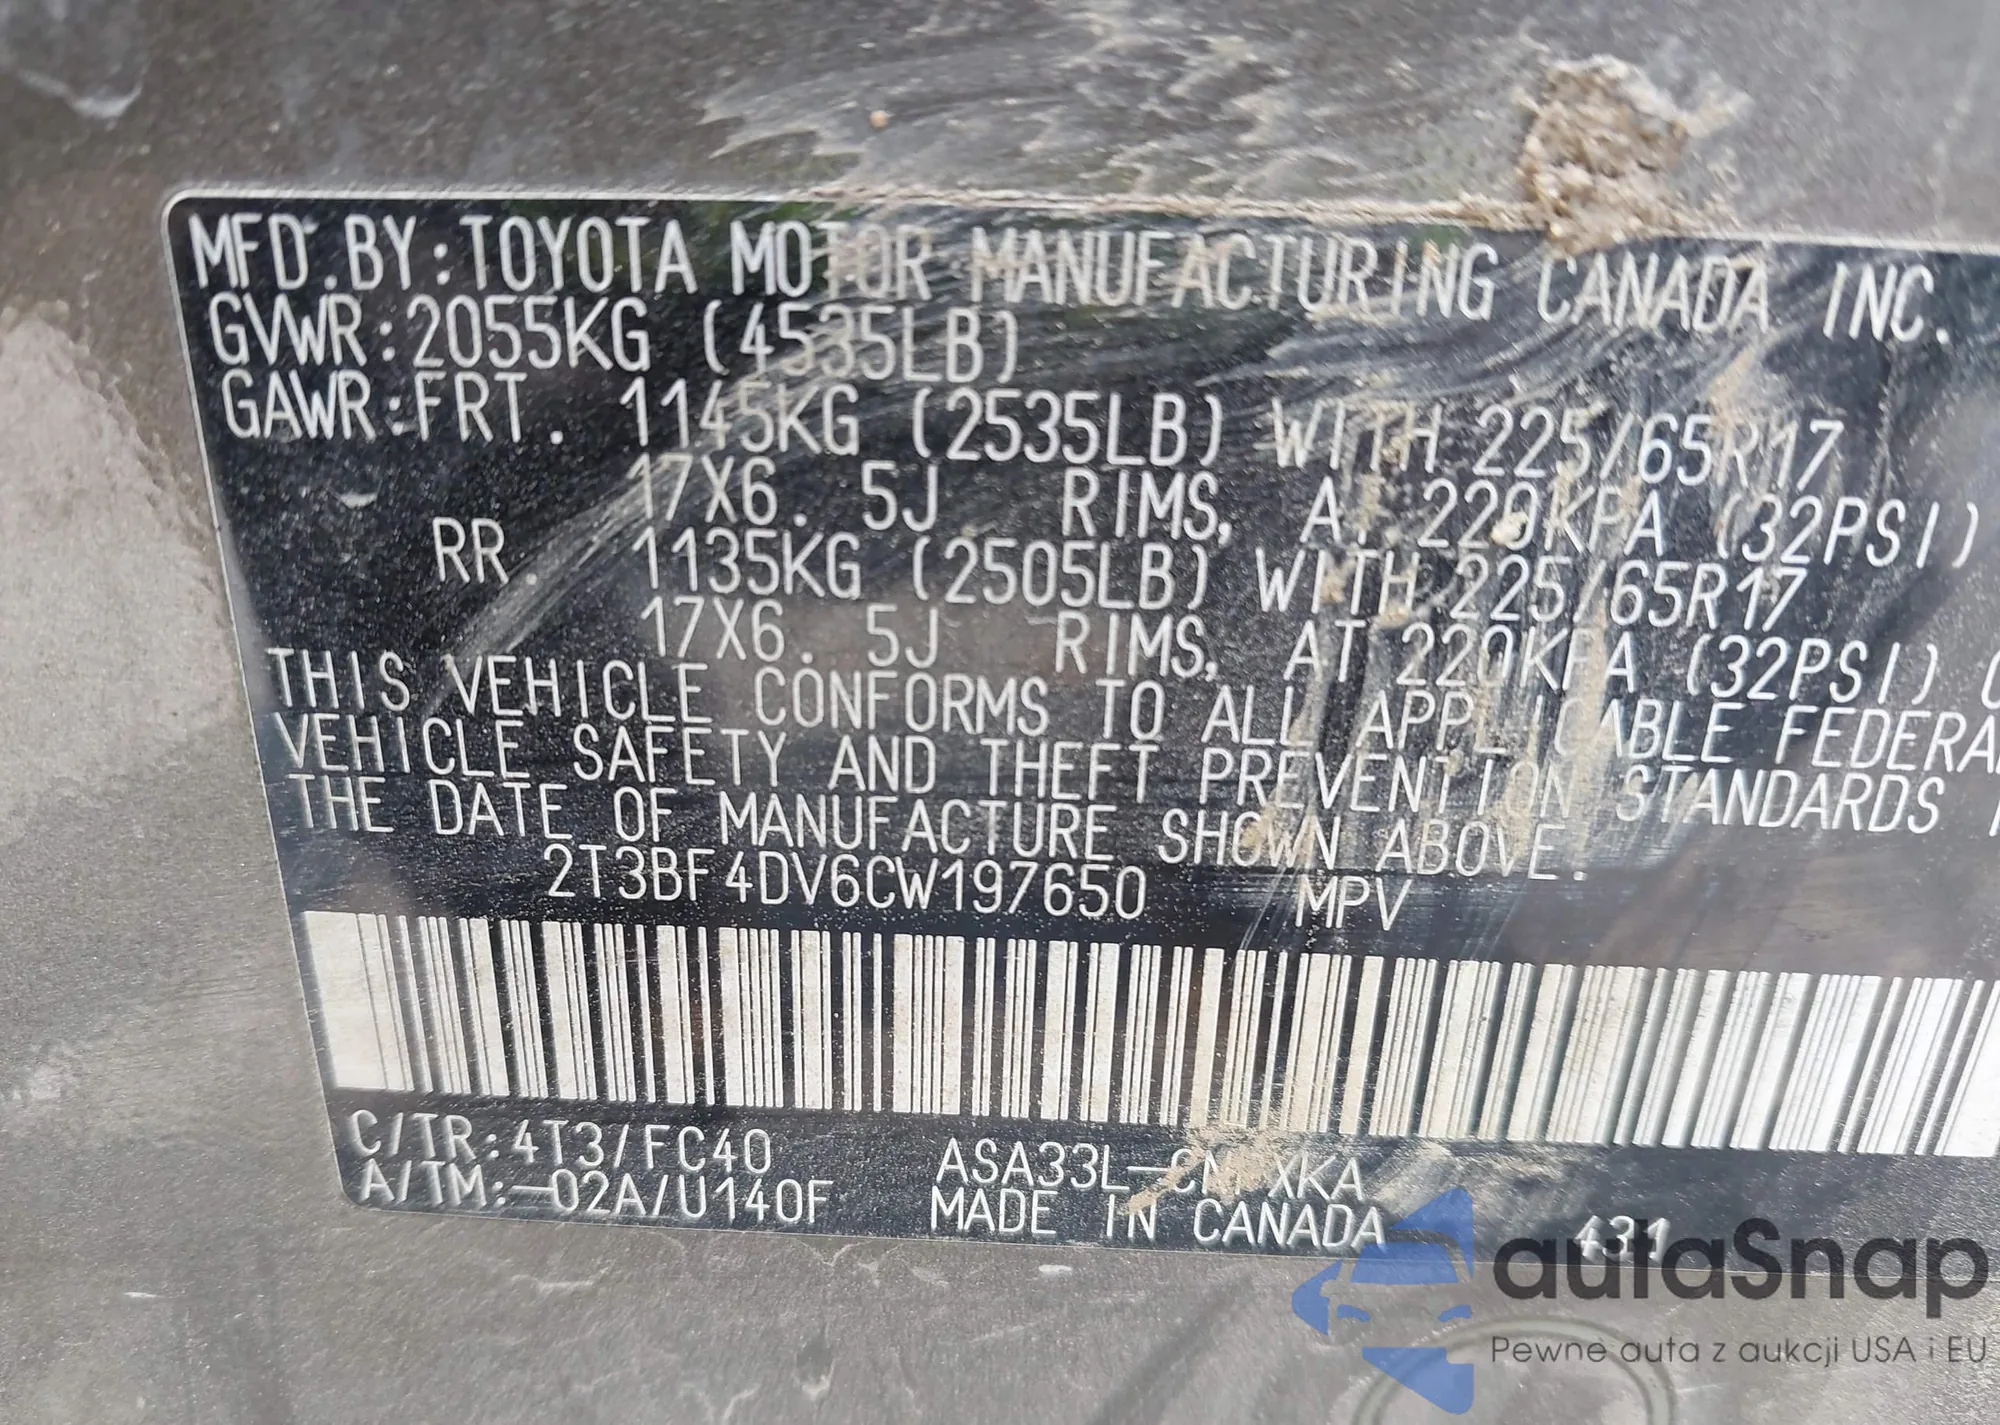 MFD.BY:TOYOTA MOTOR MANUFACTURING CANADA INC.
GVWR:2055KG (4535LB)
GAWR:FRT. 1145KG (2535LB) WITH 225/65R17
17X6.5J RIMS, AT 220KPA (32PSI)
RR. 1135KG (2505LB) WITH 225/65R17
17X6.5J RIMS, AT 220KPA (32PSI)
THIS VEHICLE CONFORMS TO ALL APPLICABLE FEDERA
VEHICLE SAFETY AND THEFT PREVENTION STANDARDS
THE DATE OF MANUFACTURE SHOWN ABOVE.
2T3BF4DV6CW197650 MPV
C/TR:4T3/FC40 
A/TM:-02A/U140F MADE IN CANADA
autaSnap
Pewne auta z aukcji USA i EU